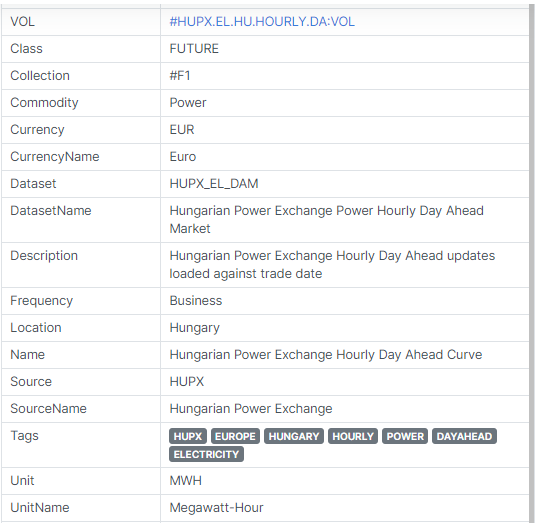 VOL #HUPX.EL.HU.HOURLY.DA:VOL
Class FUTURE
Collection #F1
Commodity Power
Currency EUR
CurrencyName Euro
Dataset HUPX_EL_DAM
DatasetName Hungarian Power Exchange Power Hourly Day Ahead
Market
Description Hungarian Power Exchange Hourly Day Ahead updates
loaded against trade date
Frequency Business
Location Hungary
Name Hungarian Power Exchange Hourly Day Ahead Curve
Source HUPX
SourceName Hungarian Power Exchange
Tags HUPX EUROPE HUNGARY HOURLY POWER DAYAHEAD
ELECTRICITY
Unit MWH
UnitName Megawatt-Hour